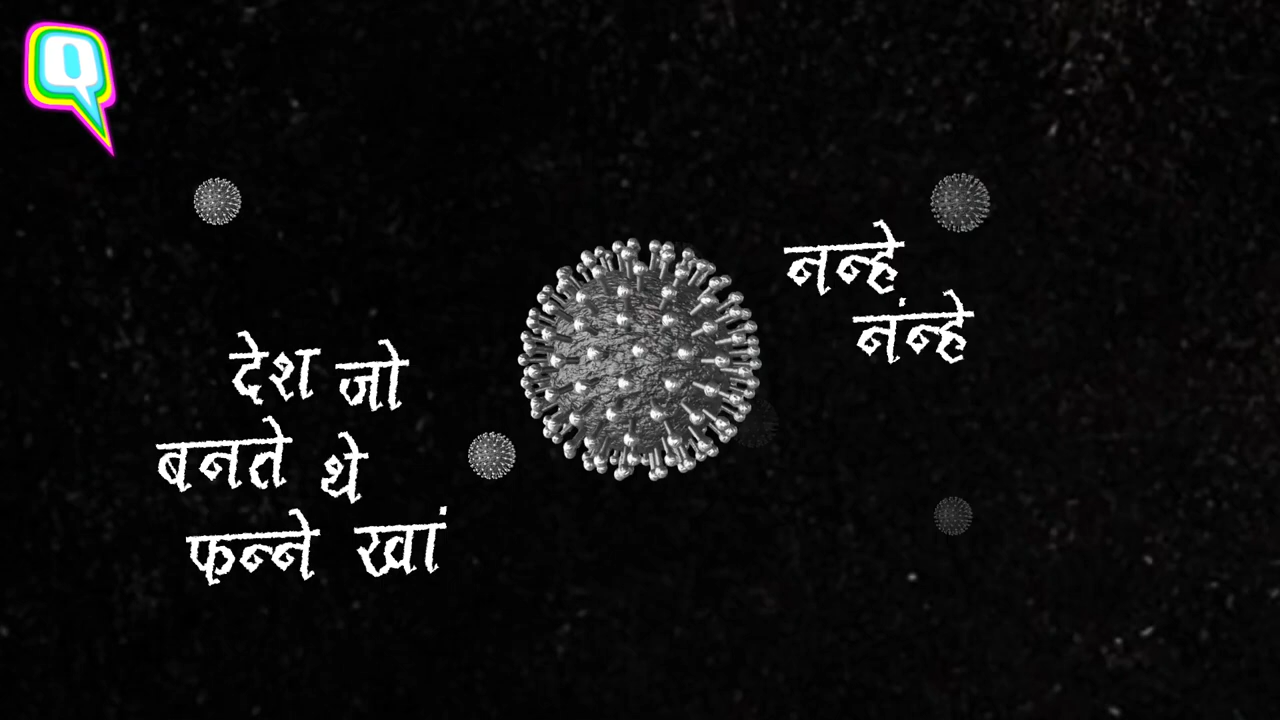 Q
देश जो
बनते थे
फन्ने खां
नन्हे
नंन्हे